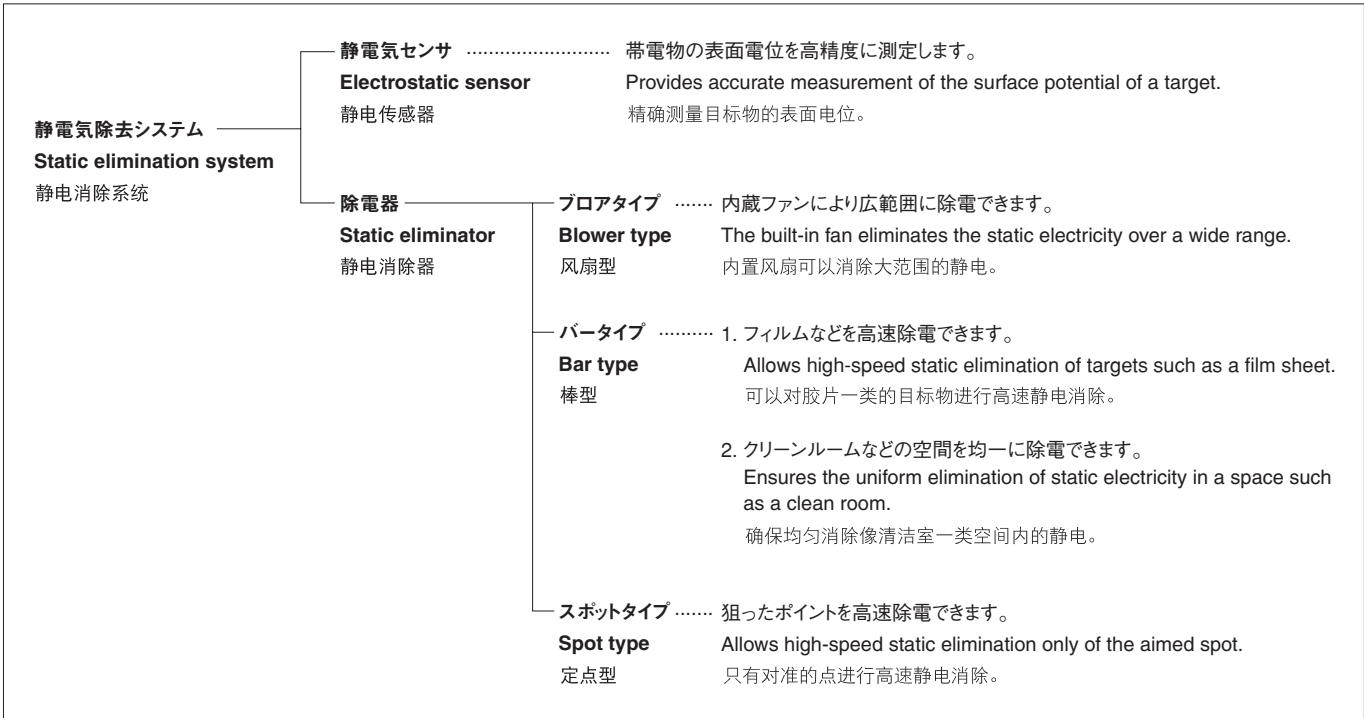 静電気除去システム
Static elimination system
静电消除系统
静電気センサ ……………………… 帯電物の表面電位を高精度に測定します。
Electrostatic sensor Provides accurate measurement of the surface potential of a target.
静电传感器 精确测量目标物的表面电位。
除電器
Static eliminator
静电消除器
ブロアタイプ ……. 内蔵ファンにより広範囲に除電できます。
Blower type The built-in fan eliminates the static electricity over a wide range.
风扇型 内置风扇可以消除大范围的静电。
バータイプ ………. 1. フィルムなどを高速除電できます。
Bar type Allows high-speed static elimination of targets such as a film sheet.
棒型 可以对胶片一类的目标物进行高速静电消除。
2. クリーンルームなどの空間を均一に除電できます。
Ensures the uniform elimination of static electricity in a space such
as a clean room.
确保均匀消除像清洁室一类空间内的静电。
スポットタイプ ……. 狙ったポイントを高速除電できます。
Spot type Allows high-speed static elimination only of the aimed spot.
定点型 只有对准的点进行高速静电消除。